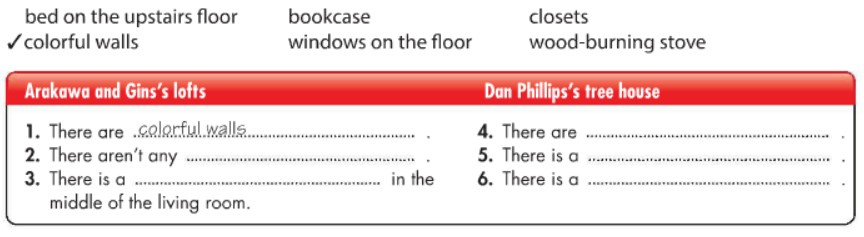 bed on the upstairs floor bookcase closets
✓colorful walls windows on the floor wood-burning stove
Arakawa and Gins's lofts Dan Phillips's tree house
1. There are colorful walls.
2. There aren't any .
3. There is a in the
middle of the living room.
4. There are .
5. There is a .
6. There is a .